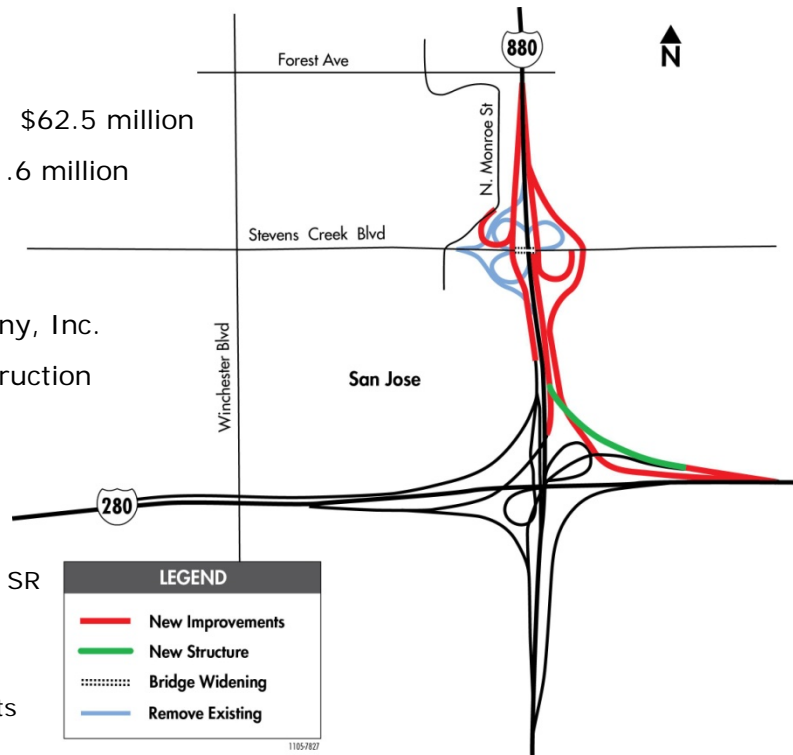 880
N
Forest Ave
$62.5 million
.6 million
N. Monroe St
Stevens Creek Blvd
ny, Inc.
ruction
Winchester Blvd
San Jose
280
SR
LEGEND
New Improvements
New Structure
Bridge Widening
ts
Remove Existing
1105-7827